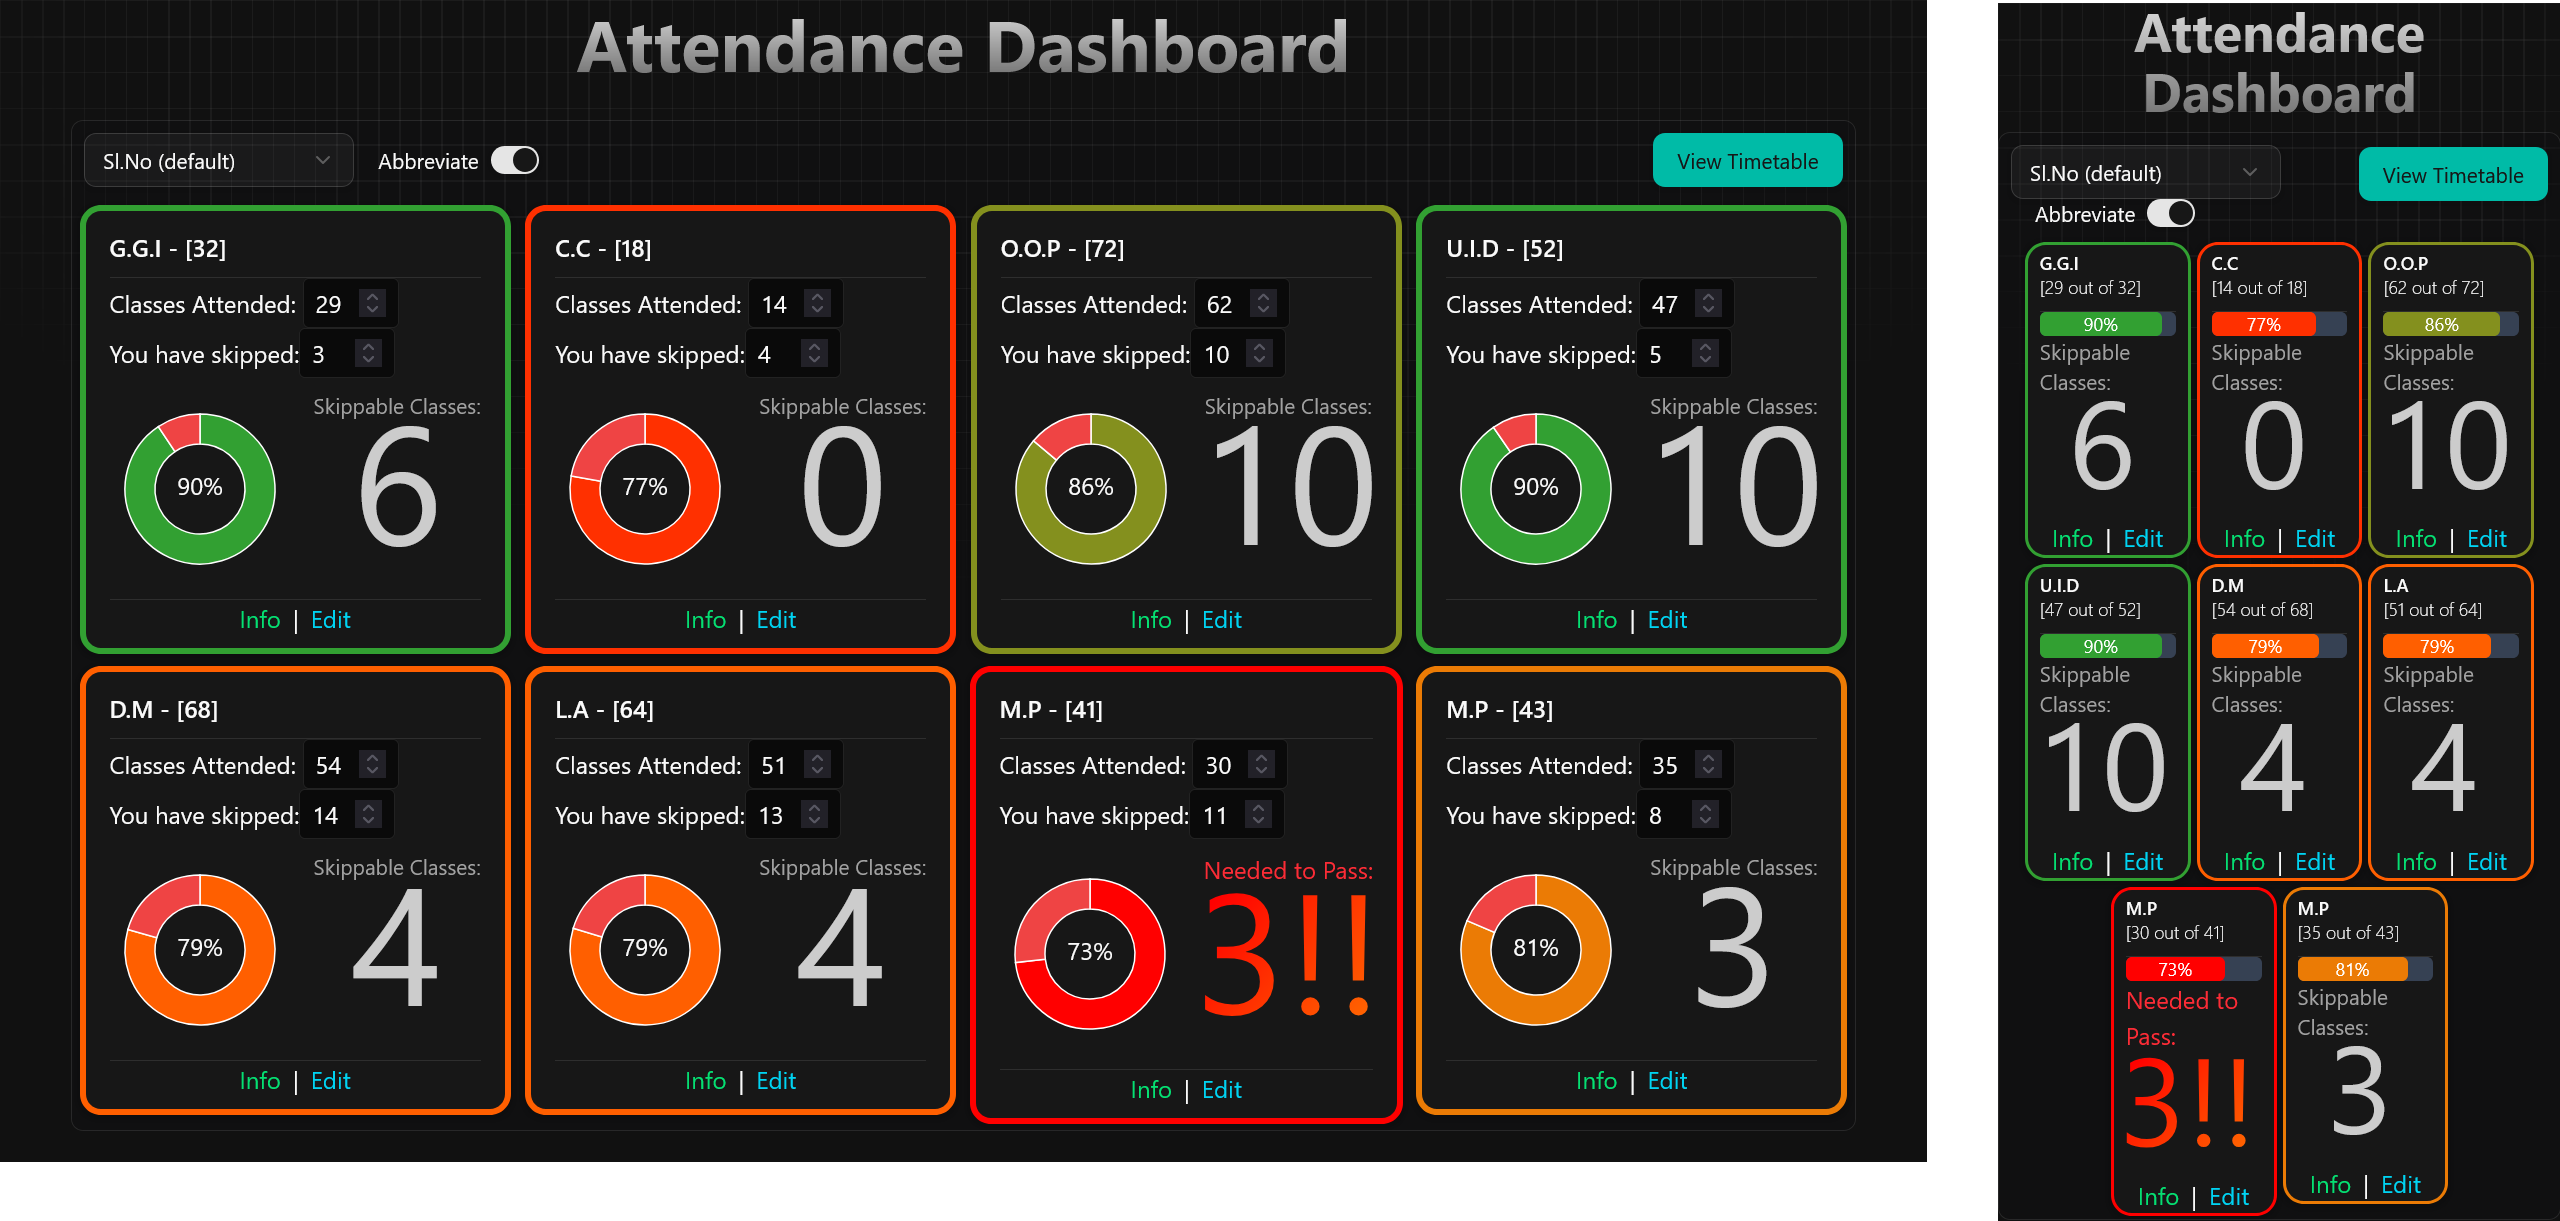 Attendance Dashboard
Sl.No (default)
Abbreviate
View Timetable
G.G.I - [32]
Classes Attended: 29
You have skipped: 3
Skippable Classes:
90%
6
Info | Edit
C.C - [18]
Classes Attended: 14
You have skipped: 4
Skippable Classes:
77%
0
Info | Edit
O.O.P - [72]
Classes Attended: 62
You have skipped: 10
Skippable Classes:
86%
10
Info | Edit
U.I.D - [52]
Classes Attended: 47
You have skipped: 5
Skippable Classes:
90%
10
Info | Edit
D.M - [68]
Classes Attended: 54
You have skipped: 14
Skippable Classes:
79%
4
Info | Edit
L.A - [64]
Classes Attended: 51
You have skipped: 13
Skippable Classes:
79%
4
Info | Edit
M.P - [41]
Classes Attended: 30
You have skipped: 11
Needed to Pass:
73%
3!!
Info | Edit
M.P - [43]
Classes Attended: 35
You have skipped: 8
Skippable Classes:
81%
3
Info | Edit
Attendance
Dashboard
Sl.No (default)
View Timetable
Abbreviate
G.G.I
[29 out of 32]
90%
Skippable
Classes:
6
Info | Edit
C.C
[14 out of 18]
77%
Skippable
Classes:
0
Info | Edit
O.O.P
[62 out of 72]
86%
Skippable
Classes:
10
Info | Edit
U.I.D
[47 out of 52]
90%
Skippable
Classes:
10
Info | Edit
D.M
[54 out of 68]
79%
Skippable
Classes:
4
Info | Edit
L.A
[51 out of 64]
79%
Skippable
Classes:
4
Info | Edit
M.P
[30 out of 41]
73%
Needed to
Pass:
3!!
Info | Edit
M.P
[35 out of 43]
81%
Skippable
Classes:
3
Info | Edit